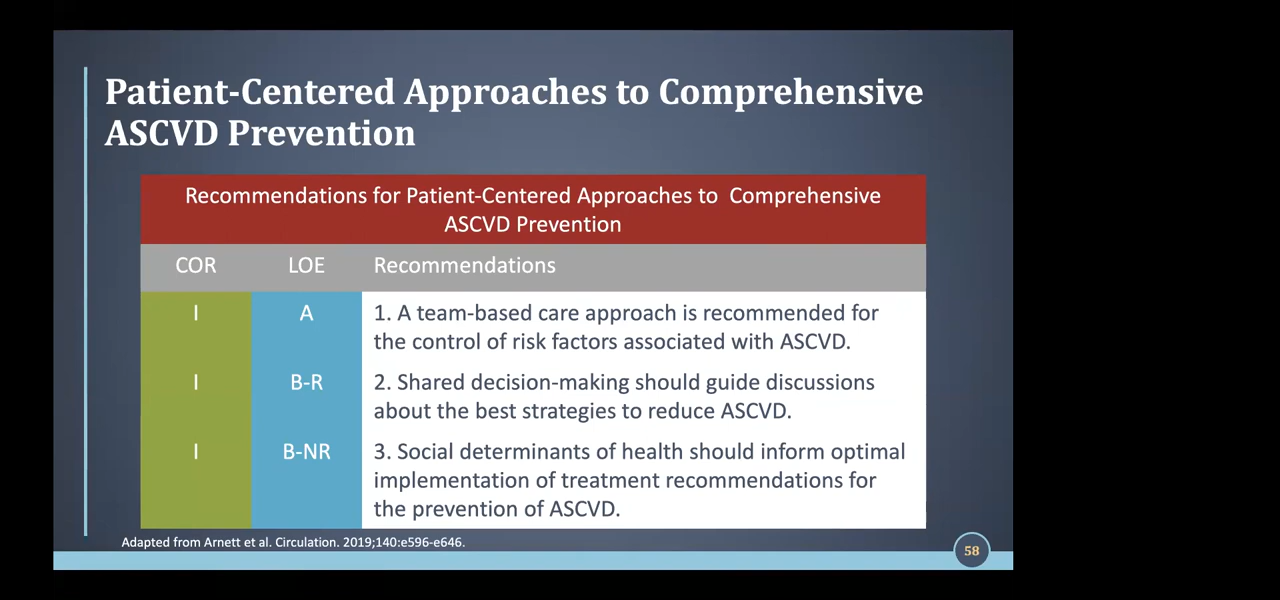 Patient-Centered Approaches to Comprehensive
ASCVD Prevention
Recommendations for Patient-Centered Approaches to Comprehensive
ASCVD Prevention
COR LOE Recommendations
I A 1. A team-based care approach is recommended for
the control of risk factors associated with ASCVD.
I B-R 2. Shared decision-making should guide discussions
about the best strategies to reduce ASCVD.
I B-NR 3. Social determinants of health should inform optimal
implementation of treatment recommendations for
the prevention of ASCVD.
Adapted from Arnett et al. Circulation. 2019;140:e596-e646.
58